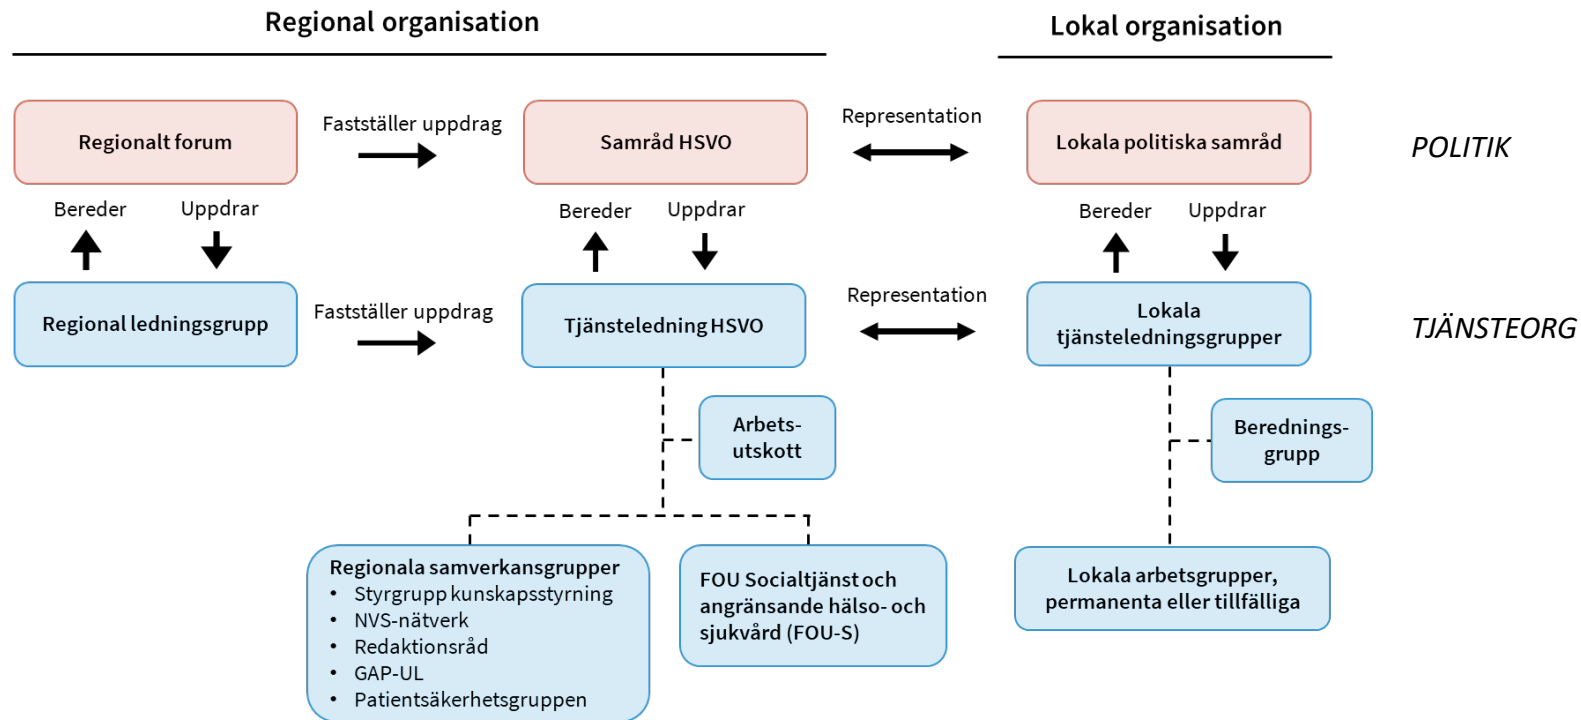 Regional organisation
Lokal organisation
Regionalt forum
Fastställer uppdrag
Samråd HSVO
Representation
Lokala politiska samråd
POLITIK
Bereder
Uppdrar
Bereder
Uppdrar
Bereder
Uppdrar
Regional ledningsgrupp
Fastställer uppdrag
Tjänsteledning HSVO
Representation
Lokala
tjänsteledningsgrupper
TJÄNSTEORG
Arbets-
utskott
Berednings-
grupp
Regionala samverkansgrupper
• Styrgrupp kunskapsstyrning
• NVS-nätverk
• Redaktionsråd
• GAP-UL
• Patientsäkerhetsgruppen
FOU Socialtjänst och
angränsande hälso- och
sjukvård (FOU-S)
Lokala arbetsgrupper,
permanenta eller tillfälliga